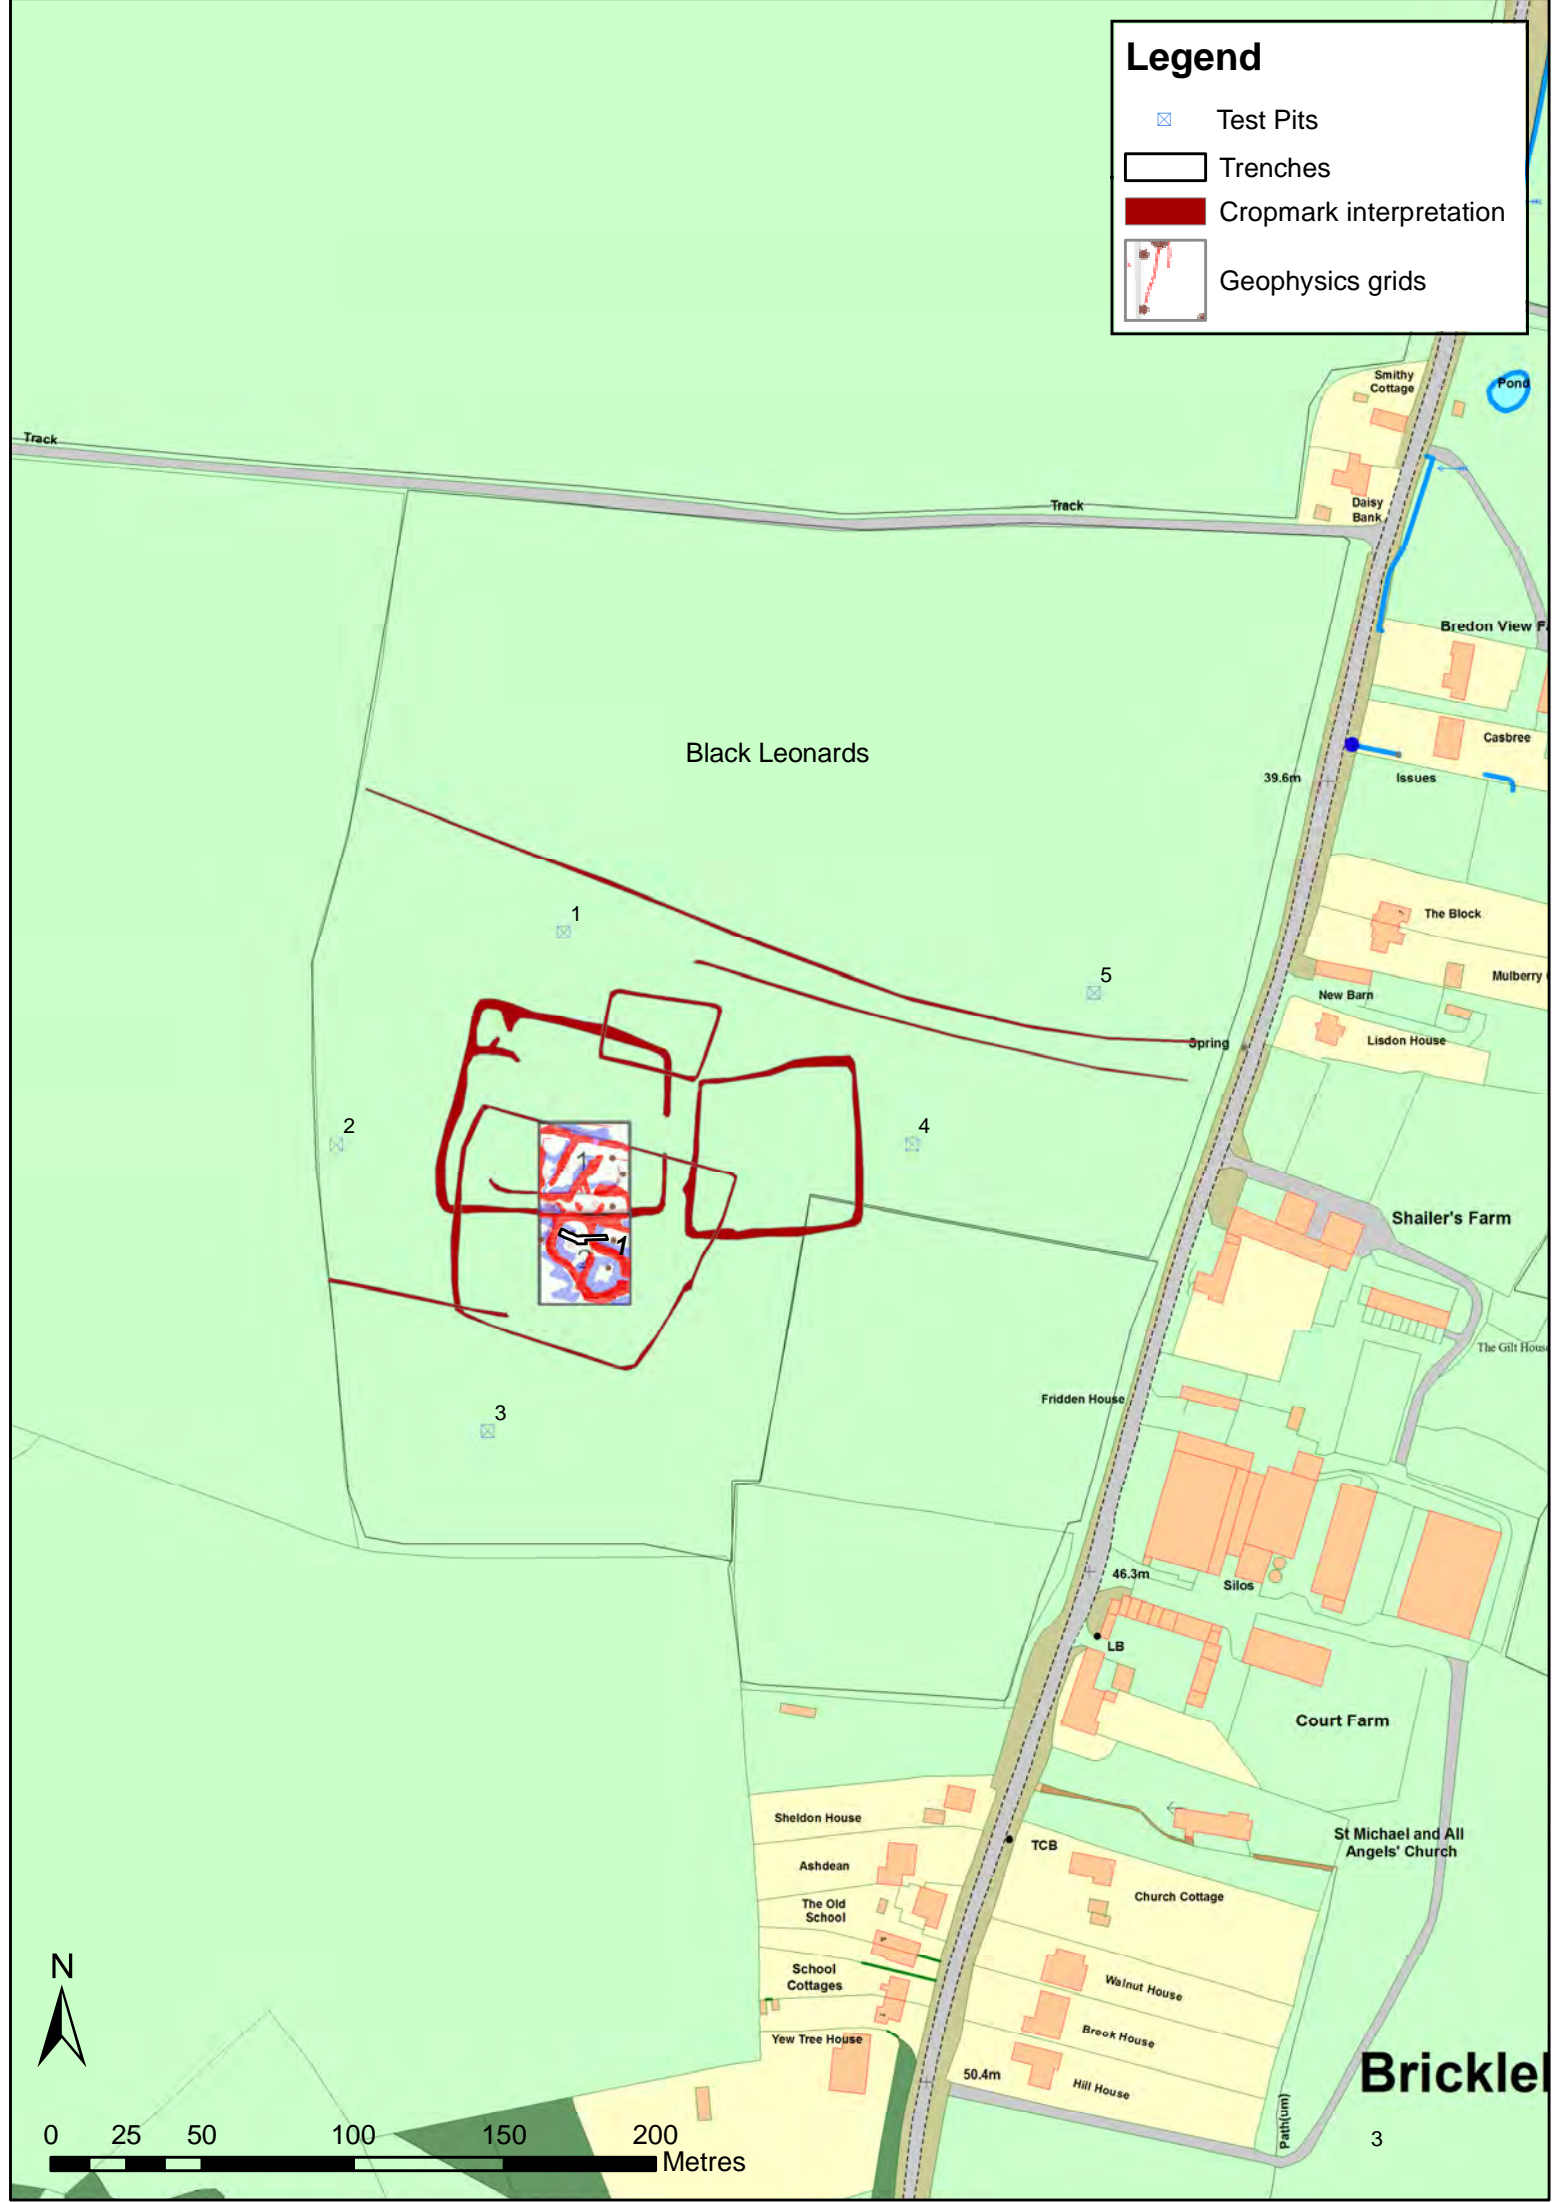 Legend
Test Pits
Trenches
Cropmark interpretation
Geophysics grids
Smithy
Cottage
Pond
Track
Track
Daisy
Bank
Bredon View
Black Leonards
Casbree
39.6m
Issues
1
The Block
5
Mulberry
New Barn
Spring
Lisdon House
2
4
1
Shailer's Farm
1
2
The Gilt House
Fridden House
3
46.3m
Silos
LB
Court Farm
Sheldon House
St Michael and All
Angels' Church
TCB
Ashdean
Church Cottage
The Old
School
N
School
Cottages
Walnut House
Yew Tree House
Brook House
50.4m
Hill House
Brickle
Path(um)
3
0 25 50 100 150 200
Metres